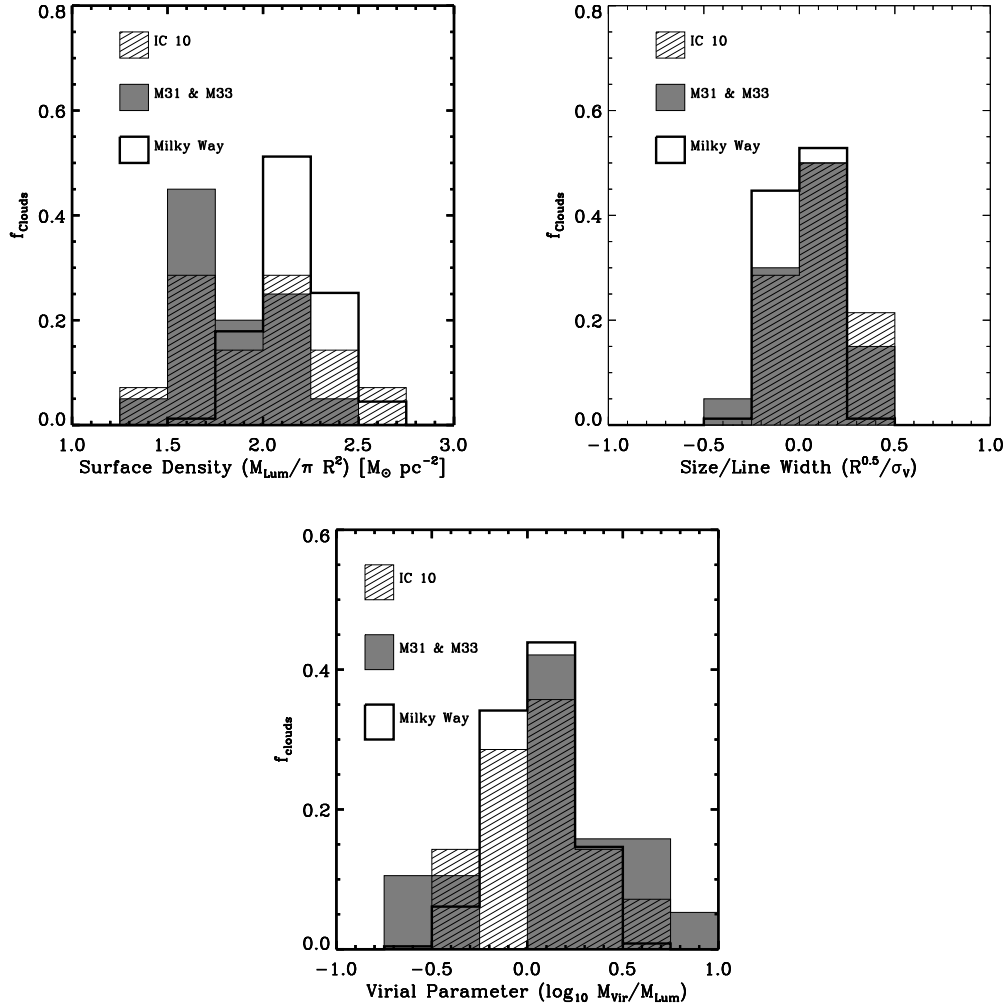 0.8
0.6
0.4
0.2
0.0
f_Clouds
IC 10
M31 & M33
Milky Way
1.0 1.5 2.0 2.5 3.0
Surface Density (M_Lum/π R²) [M_⊙ pc⁻²]
0.8
0.6
0.4
0.2
0.0
f_Clouds
IC 10
M31 & M33
Milky Way
-1.0 -0.5 0.0 0.5 1.0
Size/Line Width (R^0.5/σ_V)
0.6
0.4
0.2
0.0
f_clouds
IC 10
M31 & M33
Milky Way
-1.0 -0.5 0.0 0.5 1.0
Virial Parameter (log₁₀ M_Vir/M_Lum)